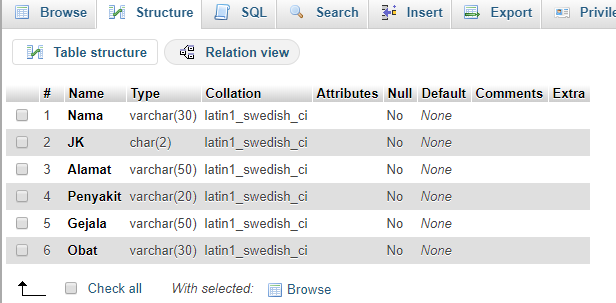 Browse Structure SQL Search Insert Export Privile
Table structure Relation view
# Name Type Collation Attributes Null Default Comments Extra
1 Nama varchar(30) latin1_swedish_ci No None
2 JK char(2) latin1_swedish_ci No None
3 Alamat varchar(50) latin1_swedish_ci No None
4 Penyakit varchar(20) latin1_swedish_ci No None
5 Gejala varchar(50) latin1_swedish_ci No None
6 Obat varchar(30) latin1_swedish_ci No None
Check all With selected: Browse